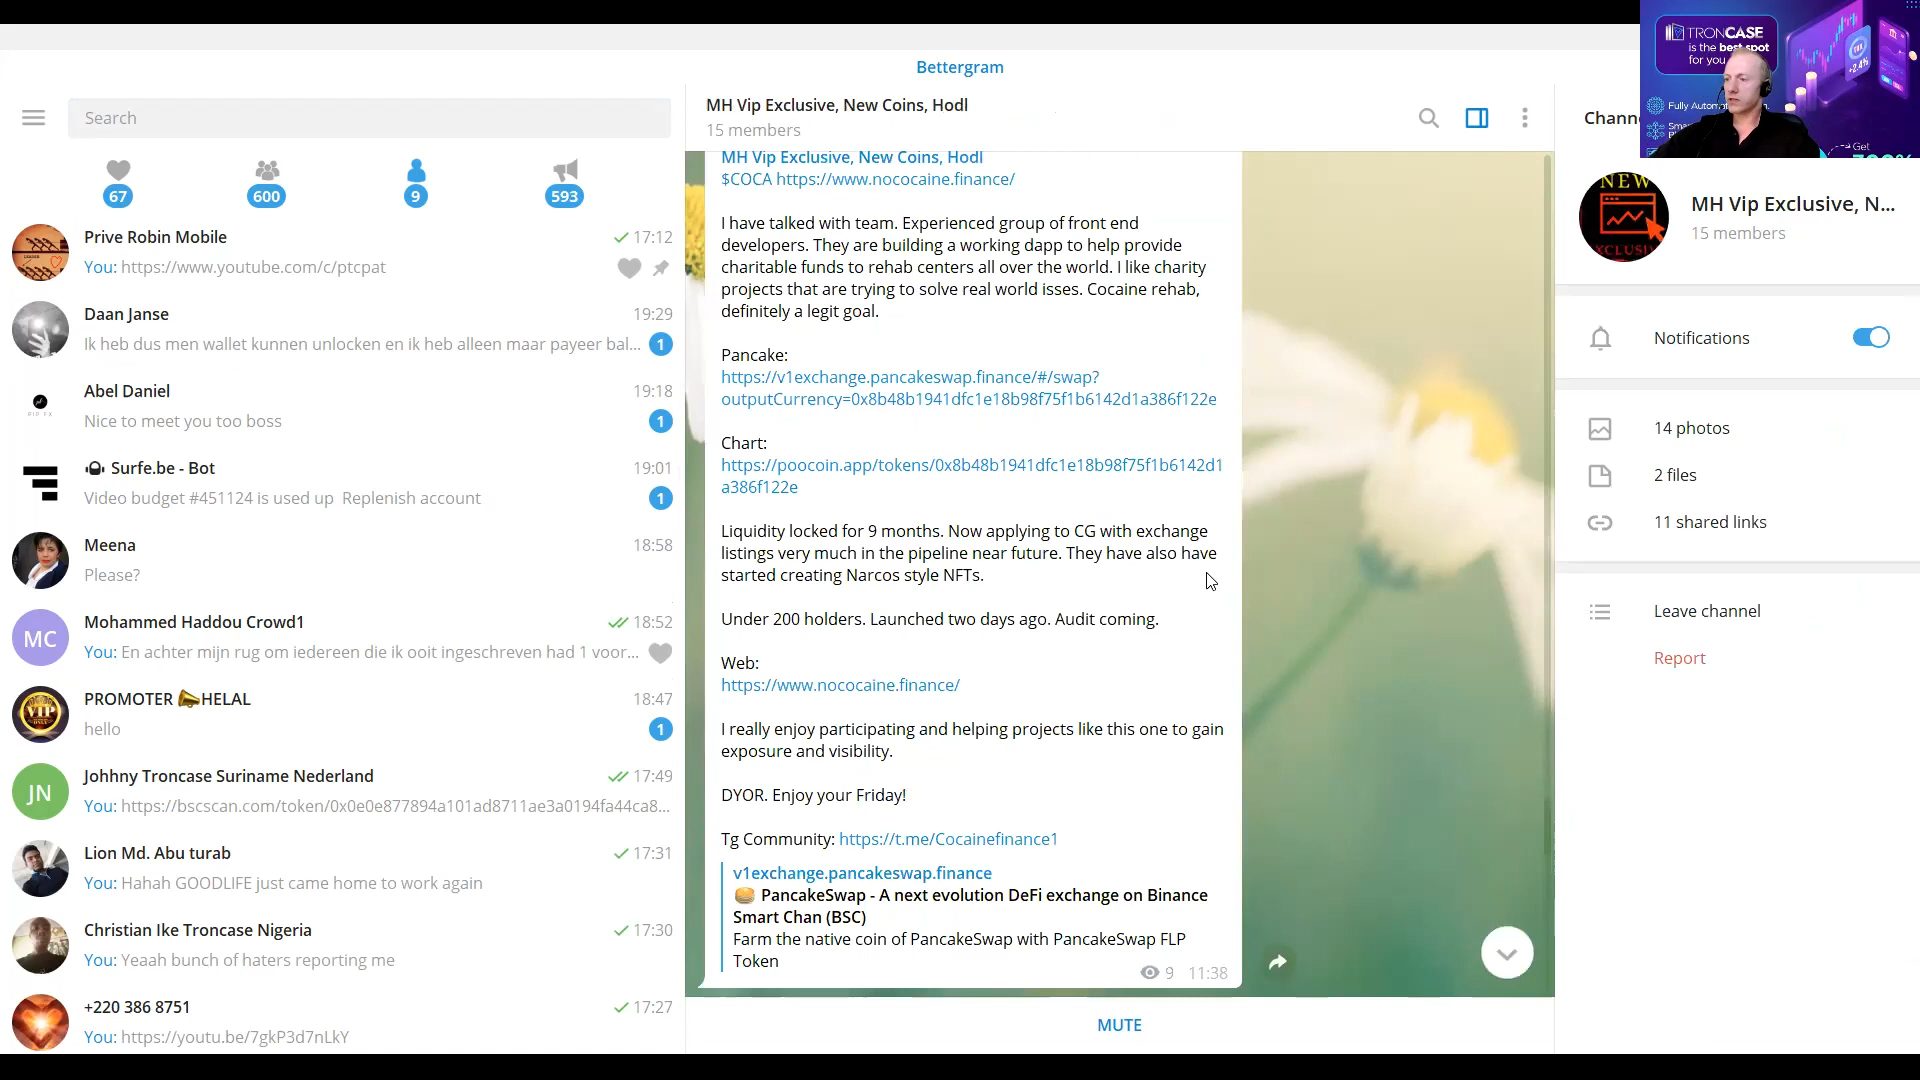 Bettergram
Search
67
600
9
593
Prive Robin Mobile
17:12
You: https://www.youtube.com/c/ptcpat
Daan Janse
19:29
Ik heb dus men wallet kunnen unlocken en ik heb alleen maar payeer bal...
1
Abel Daniel
19:18
Nice to meet you too boss
1
Surfe.be - Bot
19:01
Video budget #451124 is used up Replenish account
1
Meena
18:58
Please?
MC
Mohammed Haddou Crowd1
18:52
You: En achter mijn rug om iedereen die ik ooit ingeschreven had 1 voor...
VIP
PROMOTER 📣HELAL
18:47
hello
1
JN
Johhny Troncase Suriname Nederland
17:49
You: https://bscscan.com/token/0x0e0e877894a101ad8711ae3a0194fa44ca8...
Lion Md. Abu turab
17:31
You: Hahah GOODLIFE just came home to work again
Christian Ike Troncase Nigeria
17:30
You: Yeaah bunch of haters reporting me
+220 386 8751
17:27
You: https://youtu.be/7gkP3d7nLkY
MH Vip Exclusive, New Coins, Hodl
15 members
MH Vip Exclusive, New Coins, Hodl
$COCA https://www.nococaine.finance/
I have talked with team. Experienced group of front end
developers. They are building a working dapp to help provide
charitable funds to rehab centers all over the world. I like charity
projects that are trying to solve real world isses. Cocaine rehab,
definitely a legit goal.
Pancake:
https://v1exchange.pancakeswap.finance/#/swap?
outputCurrency=0x8b48b1941dfc1e18b98f75f1b6142d1a386f122e
Chart:
https://poocoin.app/tokens/0x8b48b1941dfc1e18b98f75f1b6142d1
a386f122e
Liquidity locked for 9 months. Now applying to CG with exchange
listings very much in the pipeline near future. They have also have
started creating Narcos style NFTs.
Under 200 holders. Launched two days ago. Audit coming.
Web:
https://www.nococaine.finance/
I really enjoy participating and helping projects like this one to gain
exposure and visibility.
DYOR. Enjoy your Friday!
Tg Community: https://t.me/Cocainefinance1
v1exchange.pancakeswap.finance
🥞 PancakeSwap - A next evolution DeFi exchange on Binance
Smart Chan (BSC)
Farm the native coin of PancakeSwap with PancakeSwap FLP
Token
9 11:38
MUTE
TRONCASE
is the best spot
for you
Fully Automat
Get
Chann
NEW
MH Vip Exclusive, N...
15 members
Notifications
14 photos
2 files
11 shared links
Leave channel
Report